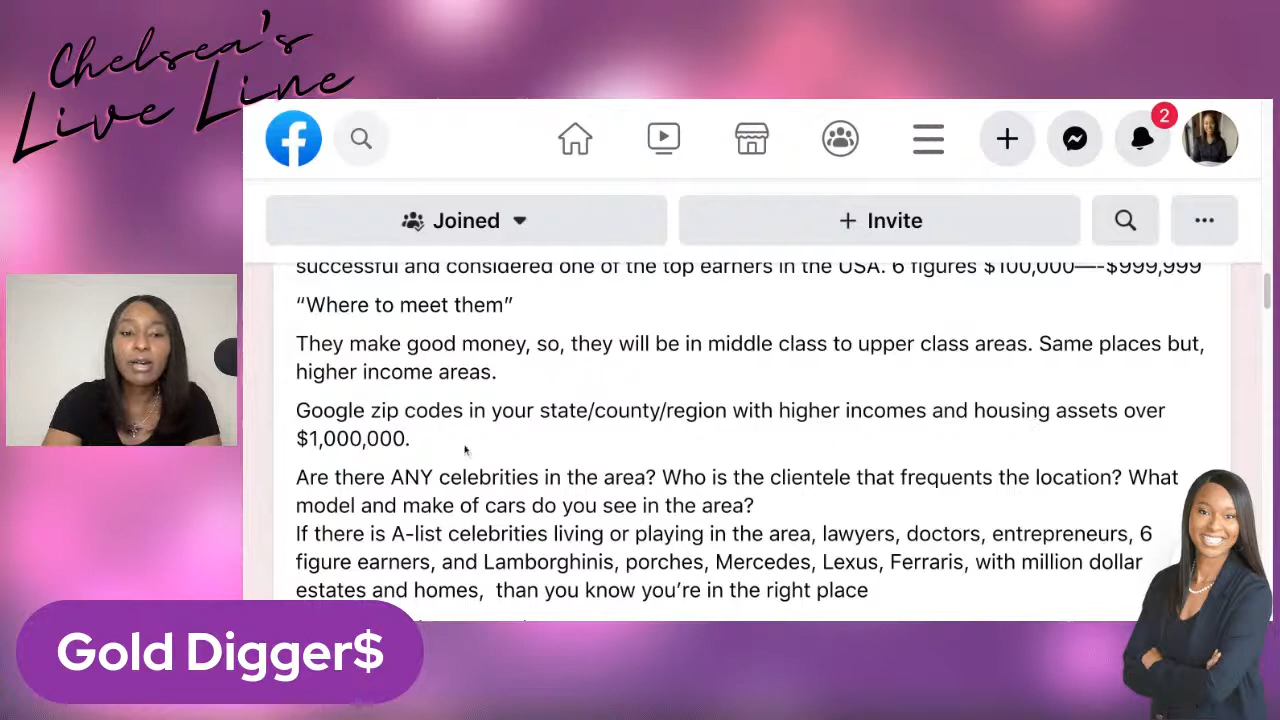 Chelsea's
Live Line
2
Joined
+ Invite
successful and considered one of the top earners in the USA. 6 figures $100,000—-$999,999
“Where to meet them”
They make good money, so, they will be in middle class to upper class areas. Same places but,
higher income areas.
Google zip codes in your state/county/region with higher incomes and housing assets over
$1,000,000.
Are there ANY celebrities in the area? Who is the clientele that frequents the location? What
model and make of cars do you see in the area?
If there is A-list celebrities living or playing in the area, lawyers, doctors, entrepreneurs, 6
figure earners, and Lamborghinis, porches, Mercedes, Lexus, Ferraris, with million dollar
estates and homes,  than you know you’re in the right place
Gold Digger$